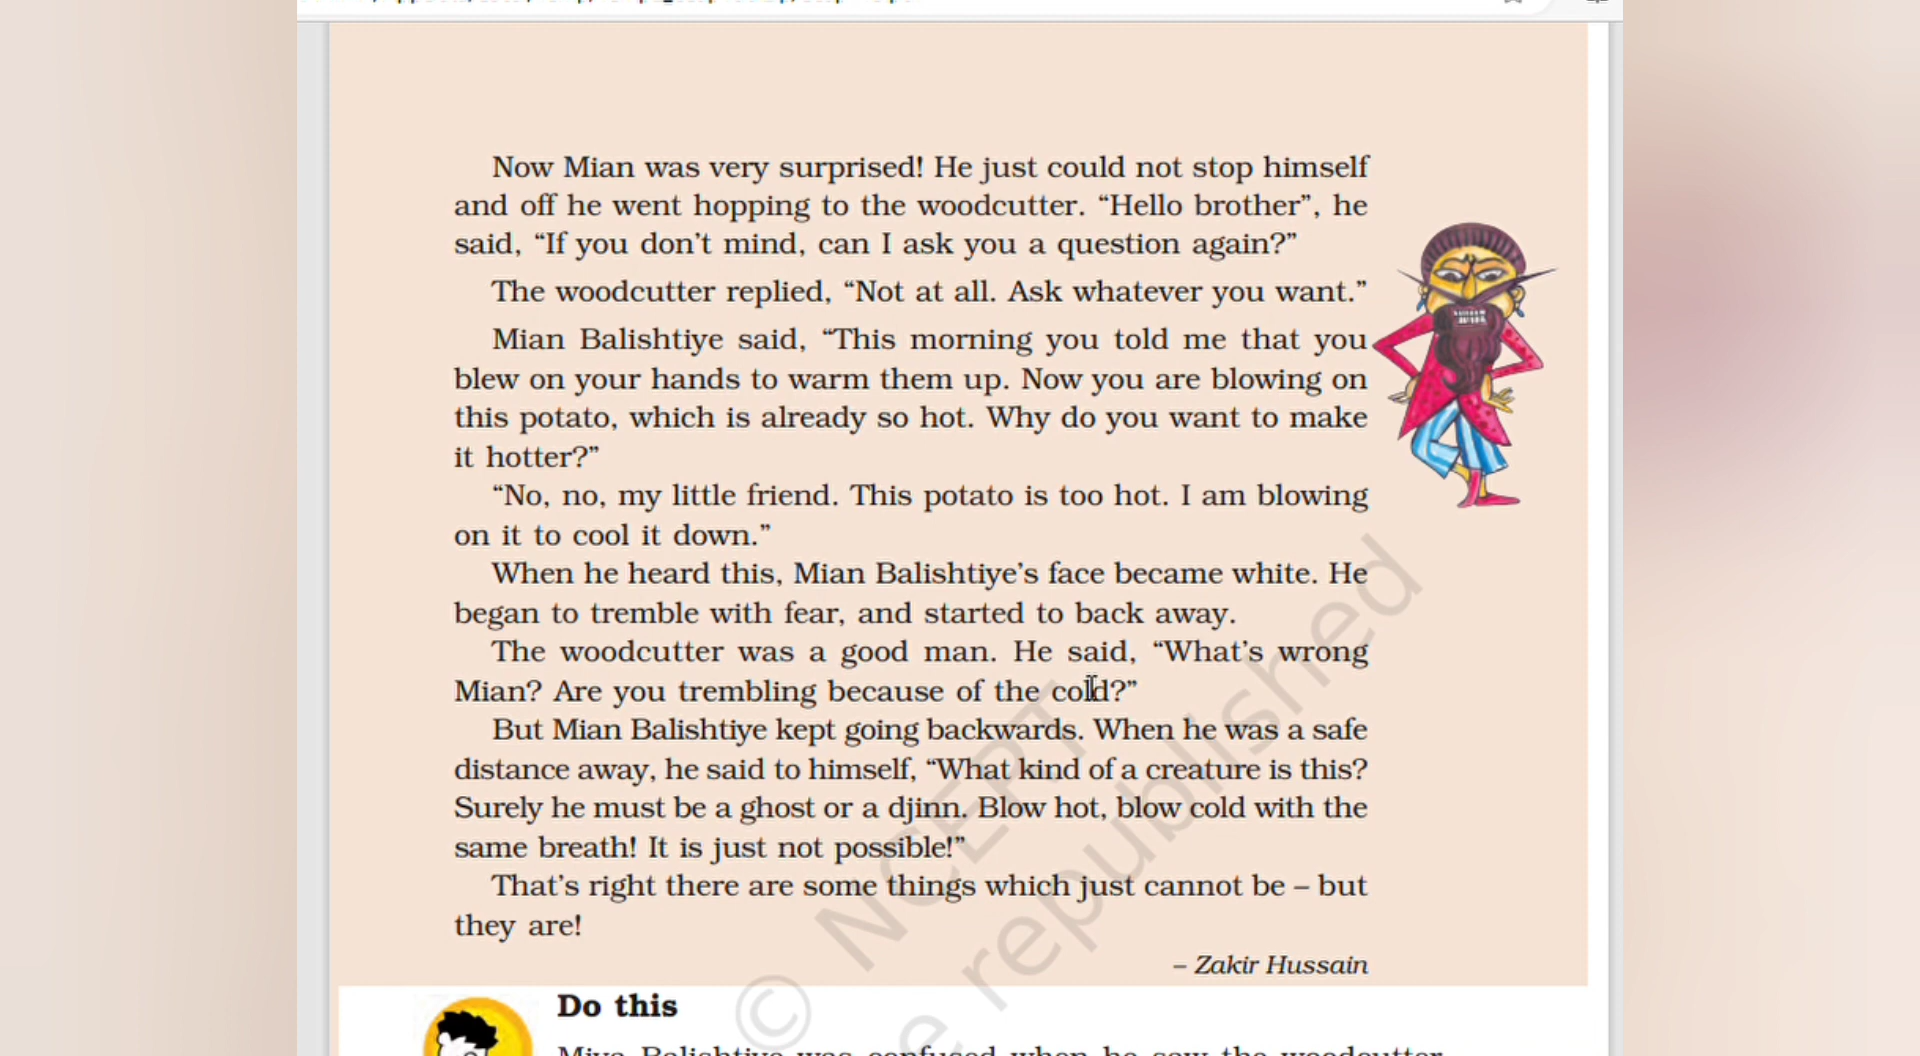 Now Mian was very surprised! He just could not stop himself
and off he went hopping to the woodcutter. “Hello brother”, he
said, “If you don’t mind, can I ask you a question again?”
The woodcutter replied, “Not at all. Ask whatever you want.”
Mian Balishtiye said, “This morning you told me that you
blew on your hands to warm them up. Now you are blowing on
this potato, which is already so hot. Why do you want to make
it hotter?”
“No, no, my little friend. This potato is too hot. I am blowing
on it to cool it down.”
When he heard this, Mian Balishtiye’s face became white. He
began to tremble with fear, and started to back away.
The woodcutter was a good man. He said, “What’s wrong
Mian? Are you trembling because of the cold?”
But Mian Balishtiye kept going backwards. When he was a safe
distance away, he said to himself, “What kind of a creature is this?
Surely he must be a ghost or a djinn. Blow hot, blow cold with the
same breath! It is just not possible!”
That’s right there are some things which just cannot be – but
they are!
– Zakir Hussain
© NCERT
e republished
Do this
Miya Balishtiye was confused when he saw the woodcutter